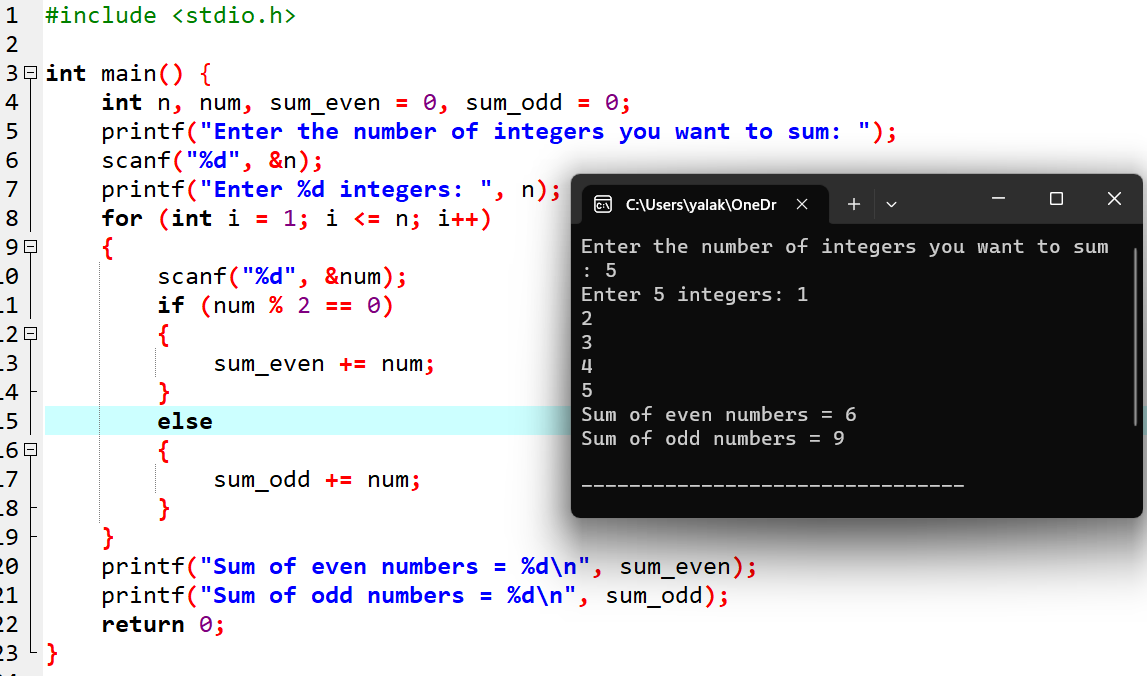 1 #include <stdio.h>
2
3 int main() {
4 int n, num, sum_even = 0, sum_odd = 0;
5 printf("Enter the number of integers you want to sum: ");
6 scanf("%d", &n);
7 printf("Enter %d integers: ", n);
8 for (int i = 1; i <= n; i++)
9 {
10 scanf("%d", &num);
11 if (num % 2 == 0)
12 {
13 sum_even += num;
14 }
15 else
16 {
17 sum_odd += num;
18 }
19 }
20 printf("Sum of even numbers = %d\n", sum_even);
21 printf("Sum of odd numbers = %d\n", sum_odd);
22 return 0;
23 }
C:\Users\yalak\OneDr
Enter the number of integers you want to sum
: 5
Enter 5 integers: 1
2
3
4
5
Sum of even numbers = 6
Sum of odd numbers = 9
--------------------------------